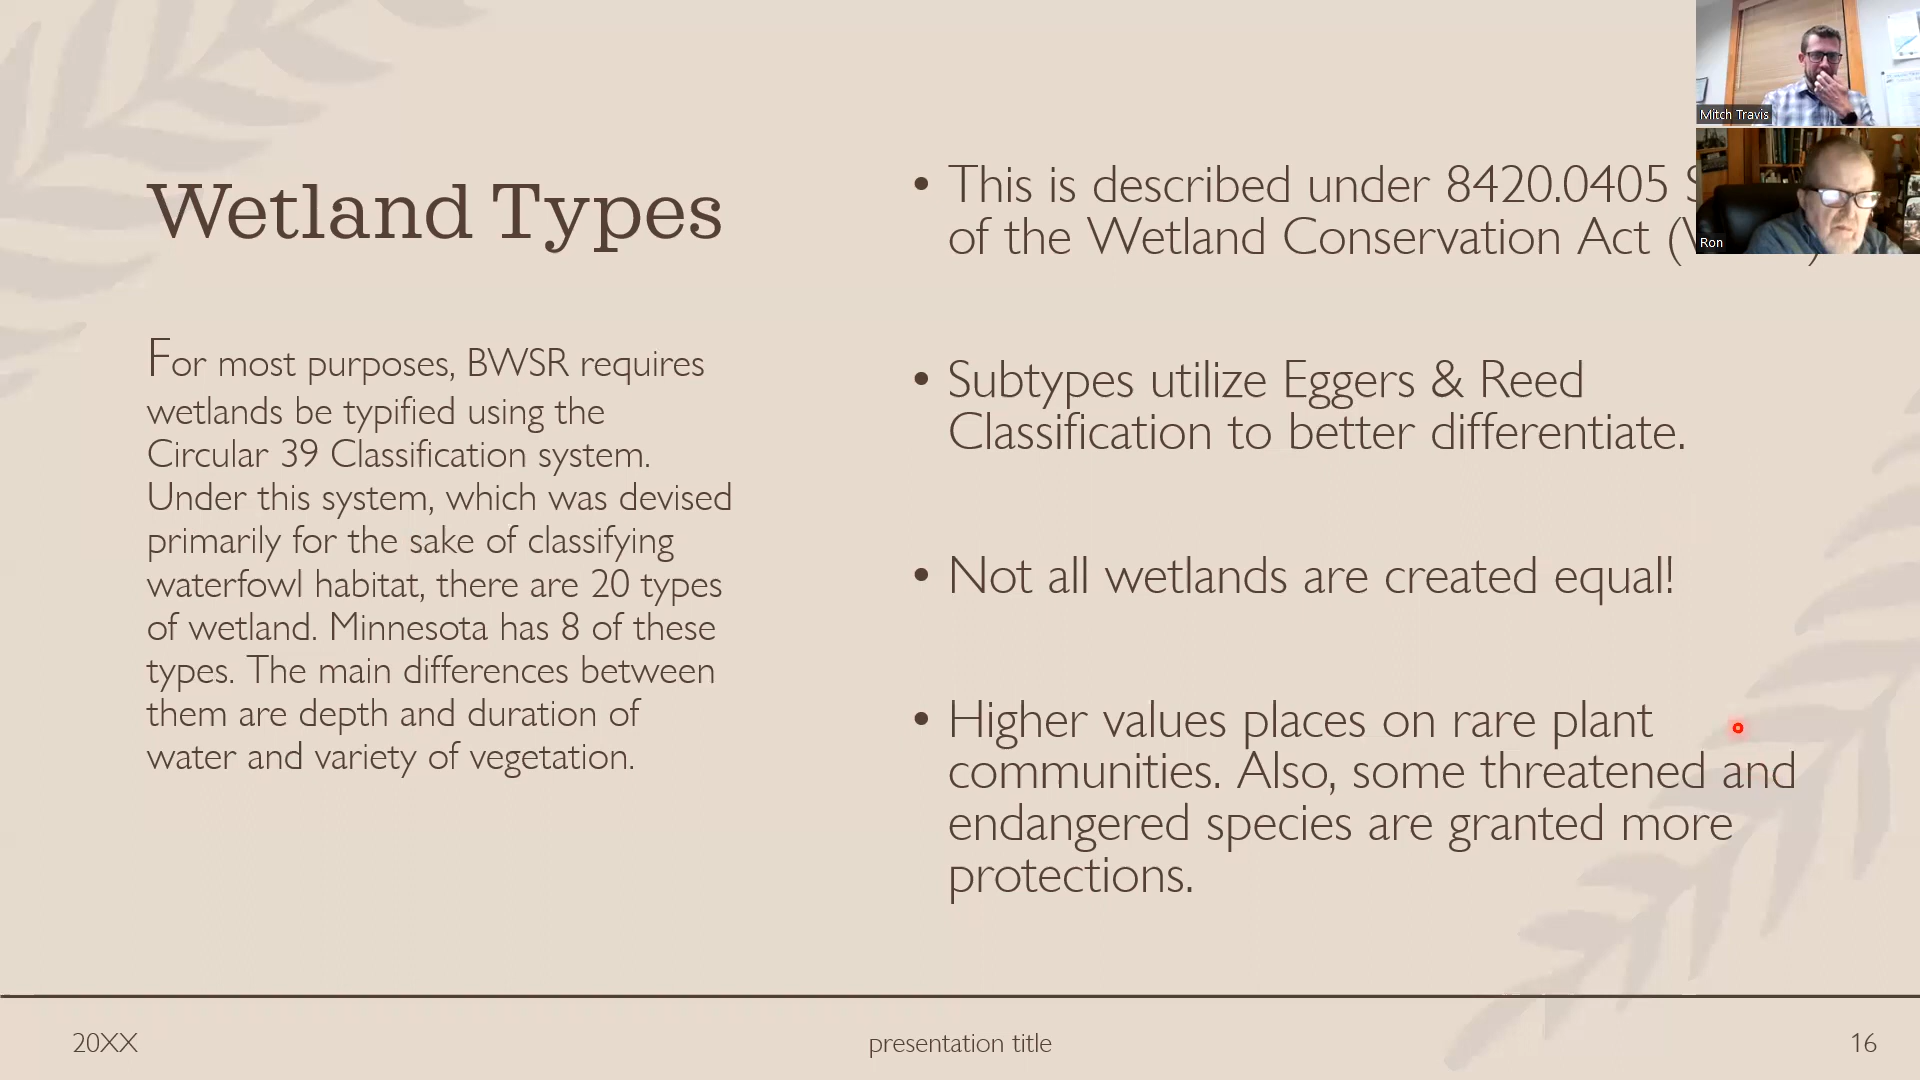 Wetland Types
For most purposes, BWSR requires
wetlands be typified using the
Circular 39 Classification system.
Under this system, which was devised
primarily for the sake of classifying
waterfowl habitat, there are 20 types
of wetland. Minnesota has 8 of these
types. The main differences between
them are depth and duration of
water and variety of vegetation.
• This is described under 8420.0405
of the Wetland Conservation Act (
• Subtypes utilize Eggers & Reed
Classification to better differentiate.
• Not all wetlands are created equal!
• Higher values places on rare plant
communities. Also, some threatened and
endangered species are granted more
protections.
Mitch Travis
Ron
20XX
presentation title
16